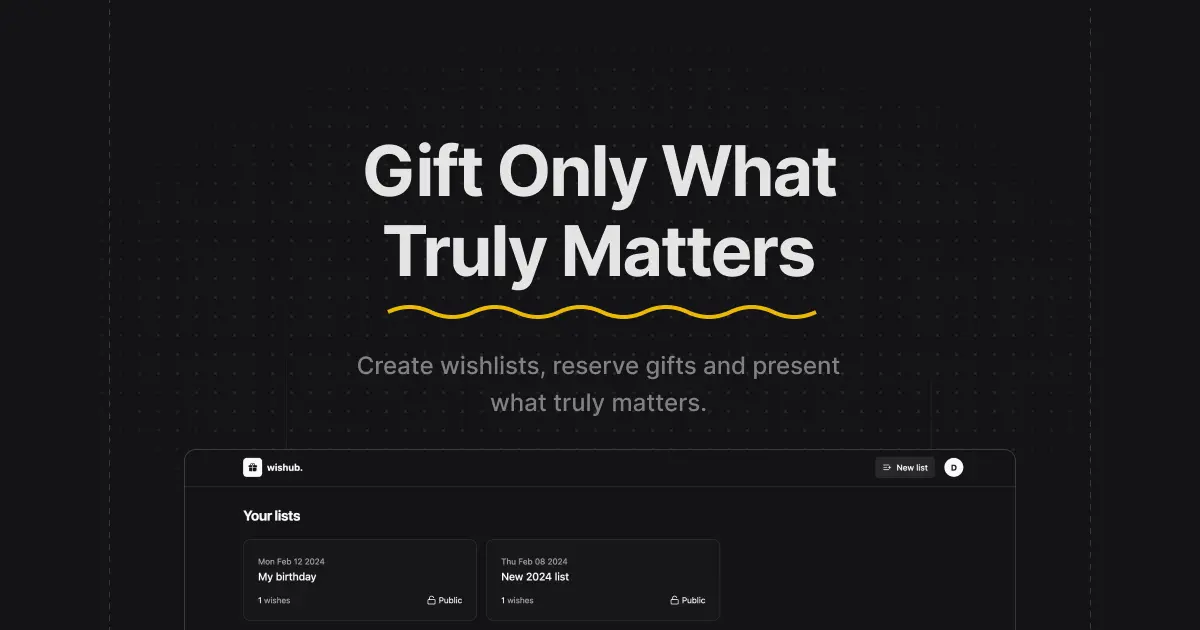 Gift Only What
Truly Matters
Create wishlists, reserve gifts and present
what truly matters.
wishub.
New list
D
Your lists
Mon Feb 12 2024
My birthday
1 wishes
Public
Thu Feb 08 2024
New 2024 list
1 wishes
Public